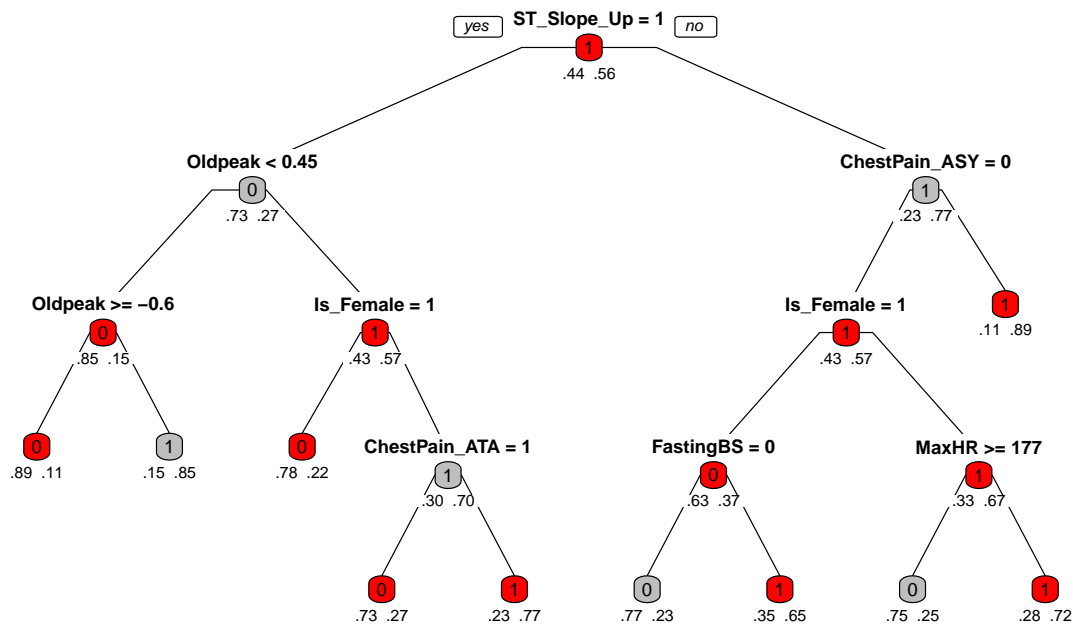 ST_Slope_Up = 1
yes no
1
.44 .56
Oldpeak < 0.45 ChestPain_ASY = 0
0 1
.73 .27 .23 .77
Oldpeak >= −0.6 Is_Female = 1 Is_Female = 1 1
0 1 1 .11 .89
.85 .15 .43 .57 .43 .57
0 1 0 ChestPain_ATA = 1 FastingBS = 0 MaxHR >= 177
.89 .11 .15 .85 .78 .22 1 0 1
.30 .70 .63 .37 .33 .67
0 1 0 1 0 1
.73 .27 .23 .77 .77 .23 .35 .65 .75 .25 .28 .72